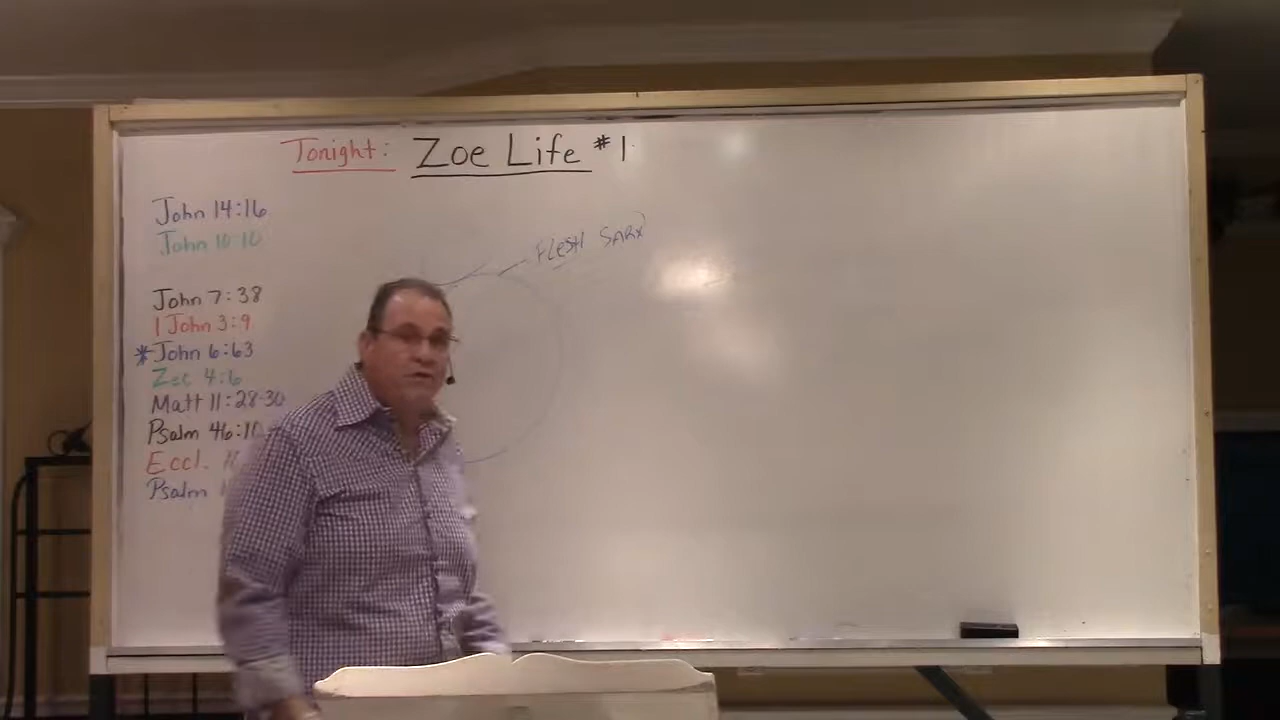 Tonight: Zoe Life #1
John 14:16
John 10:10
FLESH SARX
John 7:38
1 John 3:9
*John 6:63
Zec 4:6
Matt 11:28-30
Psalm 46:10
Eccl.
Psalm